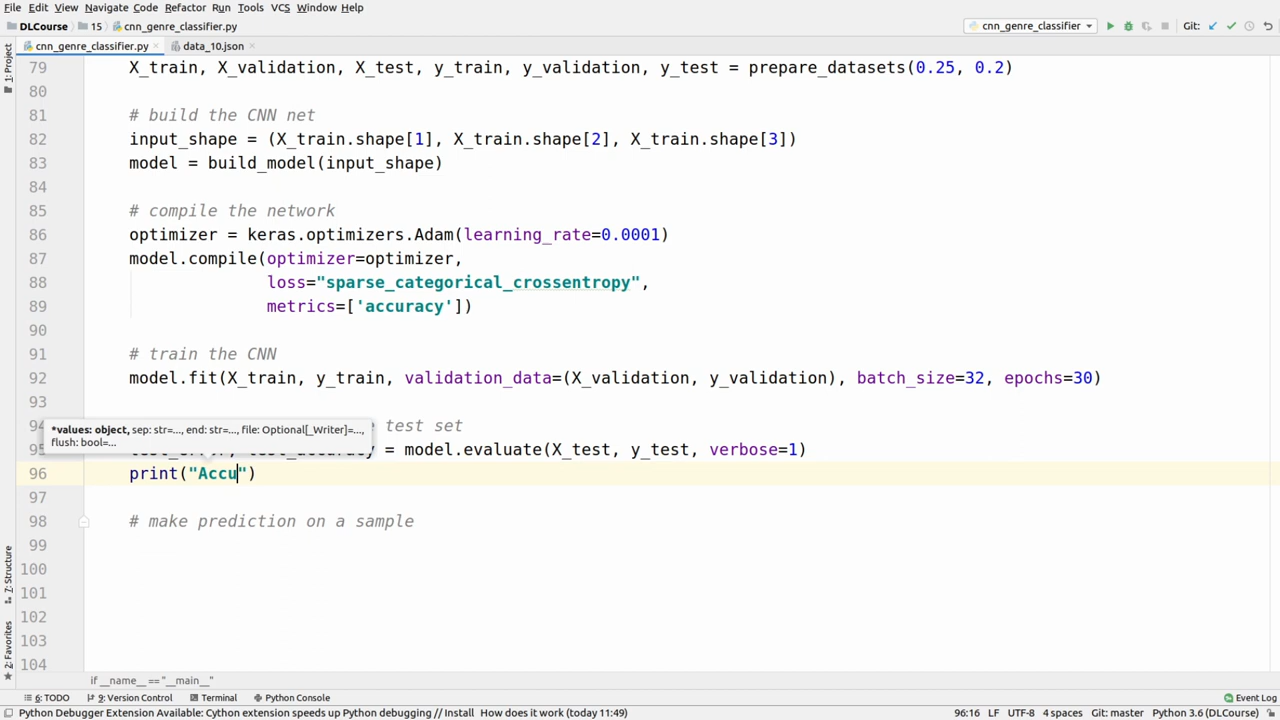 File Edit View Navigate Code Refactor Run Tools VCS Window Help
DLCourse 15 cnn_genre_classifier.py cnn_genre_classifier Git:
cnn_genre_classifier.py data_10.json
1: Project
79 X_train, X_validation, X_test, y_train, y_validation, y_test = prepare_datasets(0.25, 0.2)
80
81 # build the CNN net
82 input_shape = (X_train.shape[1], X_train.shape[2], X_train.shape[3])
83 model = build_model(input_shape)
84
85 # compile the network
86 optimizer = keras.optimizers.Adam(learning_rate=0.0001)
87 model.compile(optimizer=optimizer,
88 loss="sparse_categorical_crossentropy",
89 metrics=['accuracy'])
90
91 # train the CNN
92 model.fit(X_train, y_train, validation_data=(X_validation, y_validation), batch_size=32, epochs=30)
93
94 e test set
*values: object, sep: str=..., end: str=..., file: Optional[_Writer]=...,
flush: bool=...
95 test_error, test_accuracy = model.evaluate(X_test, y_test, verbose=1)
96 print("Accu")
97
98 # make prediction on a sample
99
100
101
102
103
104
7: Structure
2: Favorites
if __name__ == "__main__"
6: TODO 9: Version Control Terminal Python Console Event Log
Python Debugger Extension Available: Cython extension speeds up Python debugging // Install How does it work (today 11:49) 96:16 LF UTF-8 4 spaces Git: master Python 3.6 (DLCourse)